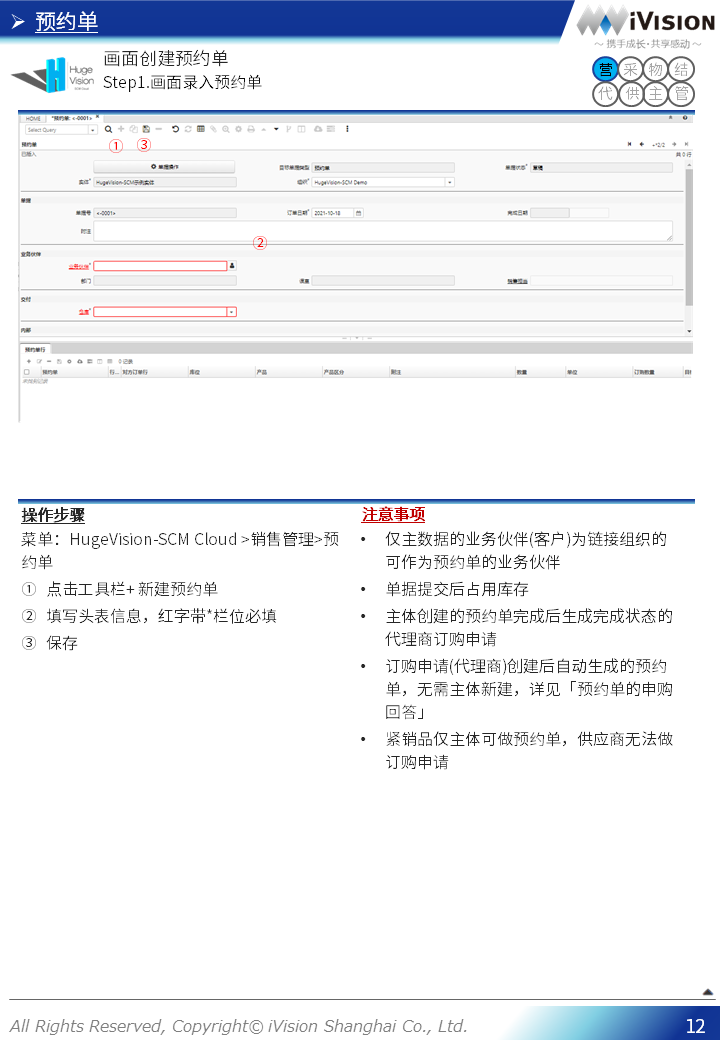 ➢ 预约单
iVISION
～ 携手成长·共享感动 ～
Huge
Vision
画面创建预约单
Step1.画面录入预约单
营 采 物 结
代 供 主 管
HOME *预约单: <-0001> ×
Select Query
① ③
预约单
+*2/2
已插入
共 0 行
单据操作 目标单据类型 预约单 单据状态* 草稿
实体* HugeVision-SCM示例实体 组织* HugeVision-SCM Demo
单据
单据号 <-0001> 订单日期* 2021-10-18 完成日期
附注
②
业务伙伴
业务伙伴*
部门 销售担当
交付
仓库*
内部
预约单行
0 记录
预约单 行... 对方订单行 库位 产品 产品区分 附注 数量 单位 订购数量
操作步骤
菜单：HugeVision-SCM Cloud >销售管理>预
约单
① 点击工具栏+ 新建预约单
② 填写头表信息，红字带*栏位必填
③ 保存
注意事项
• 仅主数据的业务伙伴(客户)为链接组织的
可作为预约单的业务伙伴
• 单据提交后占用库存
• 主体创建的预约单完成后生成完成状态的
代理商订购申请
• 订购申请(代理商)创建后自动生成的预约
单，无需主体新建，详见「预约单的申购
回答」
• 紧销品仅主体可做预约单，供应商无法做
订购申请
All Rights Reserved, Copyright© iVision Shanghai Co., Ltd.
12